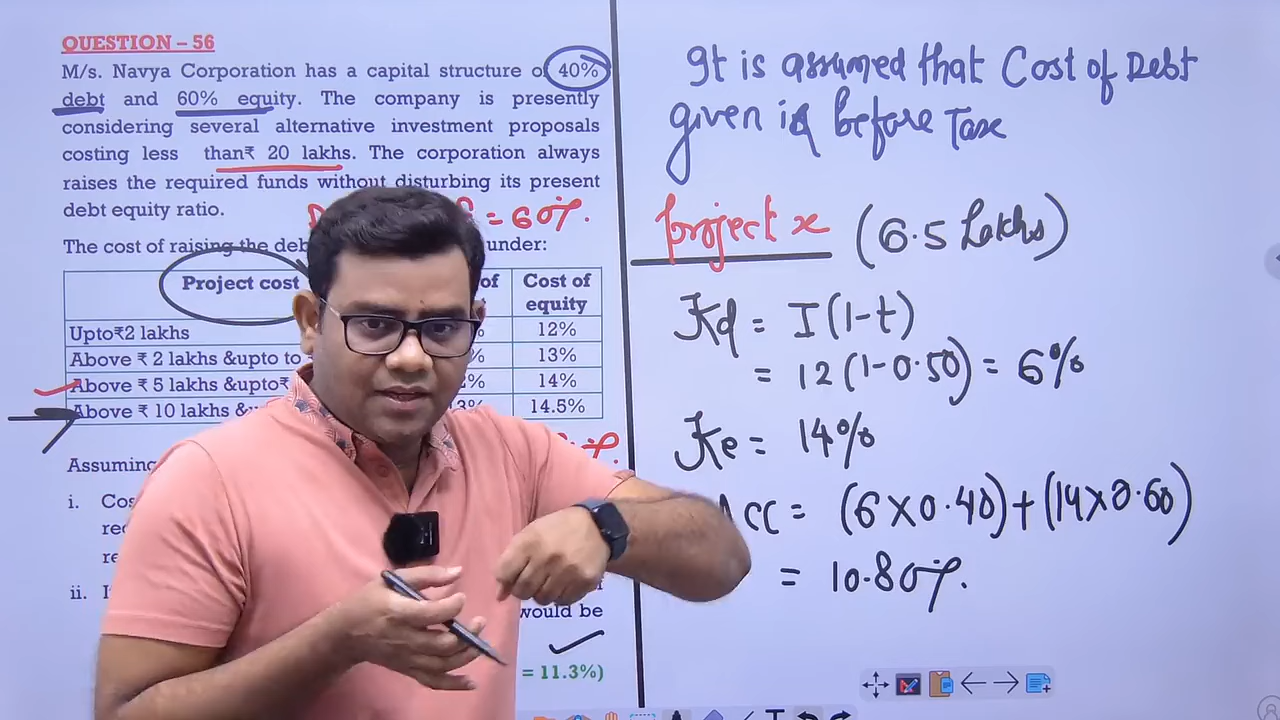 QUESTION – 56
M/s. Navya Corporation has a capital structure of 40%
debt and 60% equity. The company is presently
considering several alternative investment proposals
costing less than₹ 20 lakhs. The corporation always
raises the required funds without disturbing its present
debt equity ratio.
= 60%.
The cost of raising the deb under:
Project cost of Cost of equity
Upto₹2 lakhs 12%
Above ₹ 2 lakhs &upto to % 13%
Above ₹ 5 lakhs &upto₹ % 14%
Above ₹ 10 lakhs & 13% 14.5%
Assuming
i. Cos
ii.
would be
= 11.3%)
It is assumed that Cost of Debt
given is before Tax
Project x (6.5 Lakhs)
Kd = I(1-t)
= 12(1-0.50) = 6%
Ke = 14%
ACC = (6×0.40)+(14×0.60)
= 10.80%.